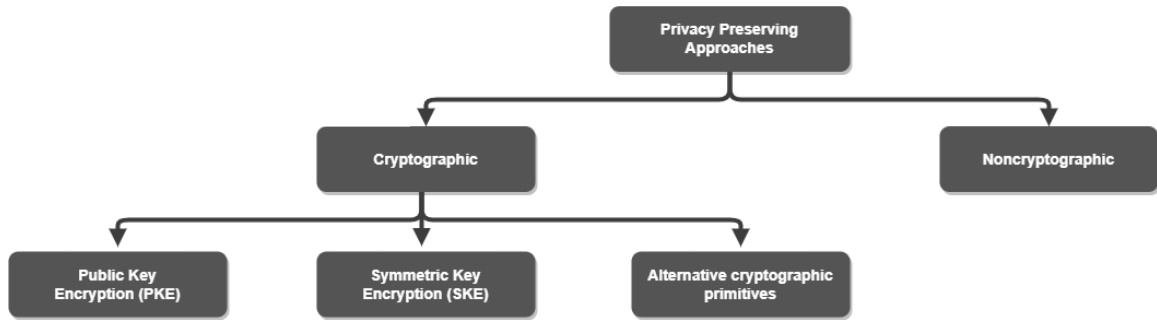 Privacy Preserving
Approaches
Cryptographic
Noncryptographic
Public Key
Encryption (PKE)
Symmetric Key
Encryption (SKE)
Alternative cryptographic
primitives